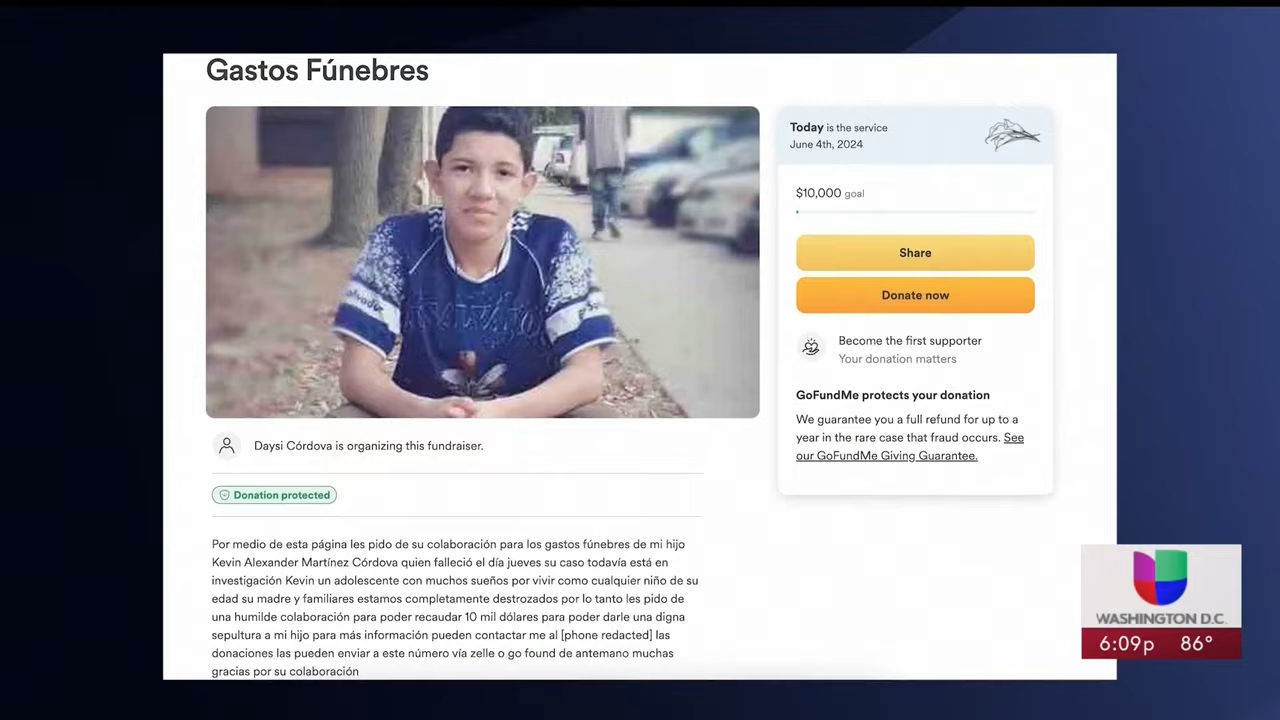 Gastos Fúnebres
Today is the service
June 4th, 2024
$10,000 goal
Share
Donate now
Become the first supporter
Your donation matters
GoFundMe protects your donation
We guarantee you a full refund for up to a
year in the rare case that fraud occurs. See
our GoFundMe Giving Guarantee.
Daysi Córdova is organizing this fundraiser.
Donation protected
Por medio de esta página les pido de su colaboración para los gastos fúnebres de mi hijo
Kevin Alexander Martínez Córdova quien falleció el día jueves su caso todavía está en
investigación Kevin un adolescente con muchos sueños por vivir como cualquier niño de su
edad su madre y familiares estamos completamente destrozados por lo tanto les pido de
una humilde colaboración para poder recaudar 10 mil dólares para poder darle una digna
sepultura a mi hijo para más información pueden contactar me al [phone redacted] las
donaciones las pueden enviar a este número vía zelle o go found de antemano muchas
gracias por su colaboración
WASHINGTON D.C.
6:09p 86°